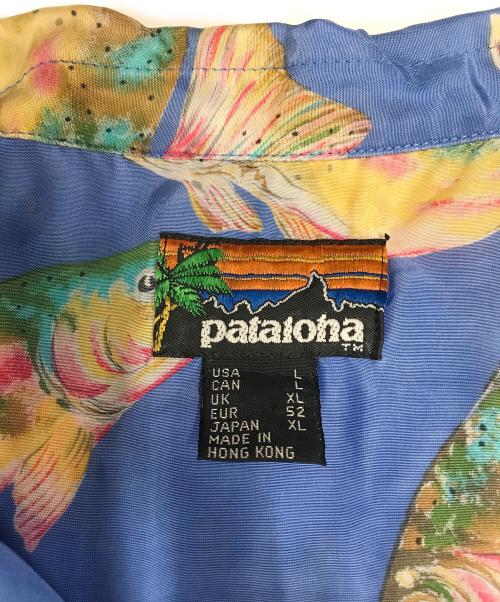 pataloha
TM
USA L
CAN L
UK XL
EUR 52
JAPAN XL
MADE IN
HONG KONG